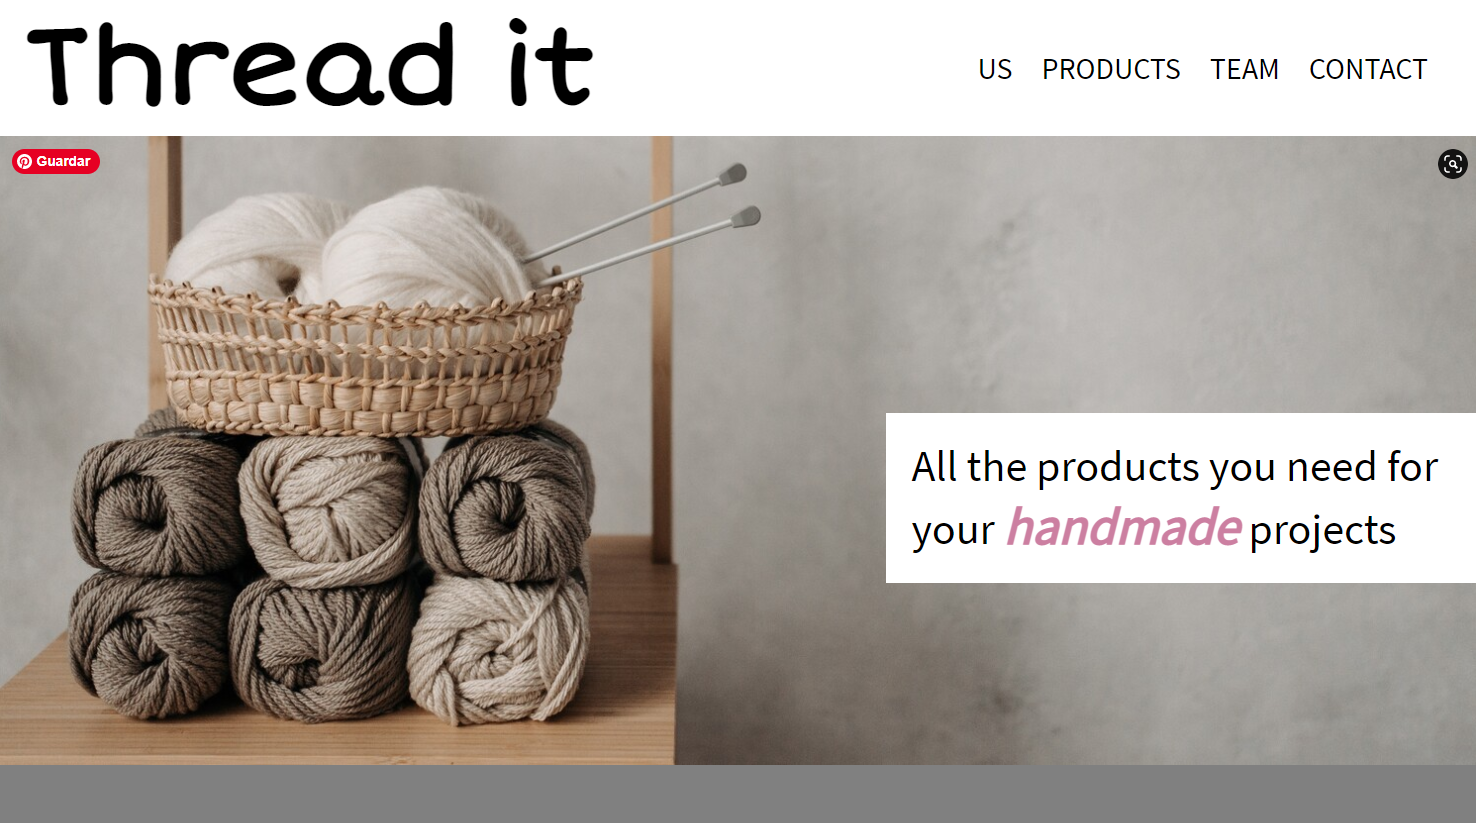 Thread it
US PRODUCTS TEAM CONTACT
Guardar
All the products you need for
your handmade projects